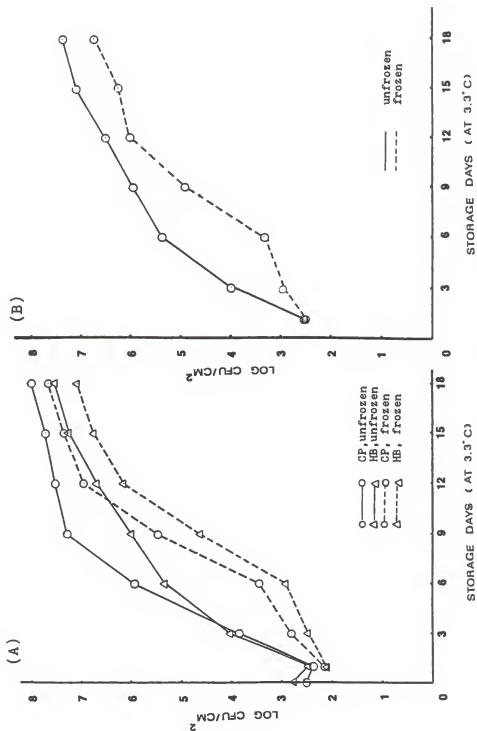 (A)
8
7
6
5
4
3
2
1
0
LOG CFU/CM2
3
6
9
12
15
18
STORAGE DAYS ( AT 3.3°C)
CP,unfrozen
HB,unfrozen
CP, frozen
HB, frozen
(B)
8
7
6
5
4
3
2
1
0
LOG CFU/CM2
3
6
9
12
15
18
STORAGE DAYS ( AT 3.3°C)
unfrozen
frozen